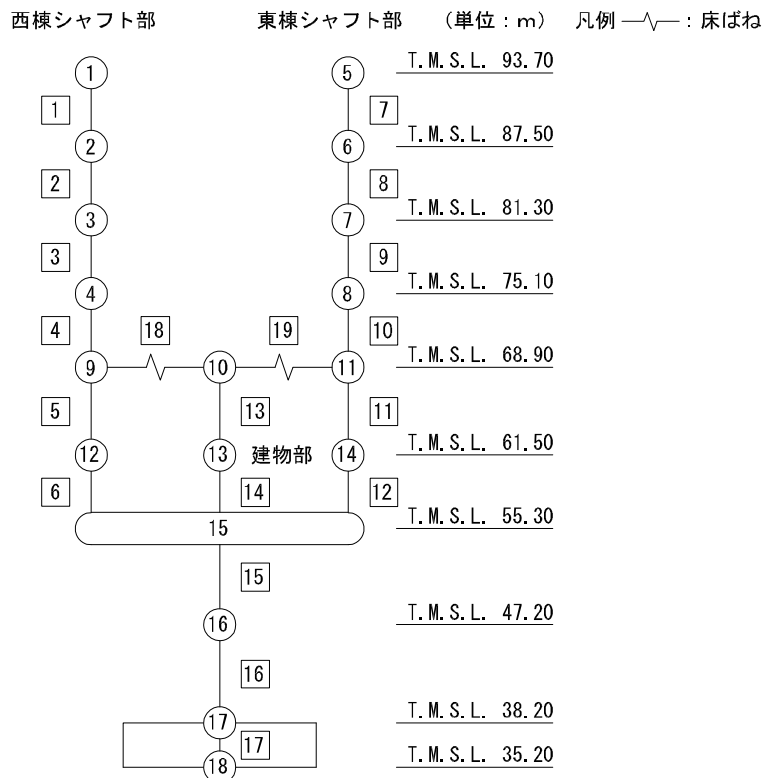 西棟シャフト部 東棟シャフト部 (単位：m) 凡例 : 床ばね
1 5 T.M.S.L. 93.70
1 7
2 6 T.M.S.L. 87.50
2 8
3 7 T.M.S.L. 81.30
3 9
4 8 T.M.S.L. 75.10
4 18 19 10
9 10 11 T.M.S.L. 68.90
5 13 11
12 13 建物部 14 T.M.S.L. 61.50
6 14 12
15 T.M.S.L. 55.30
15
16 T.M.S.L. 47.20
16
17 T.M.S.L. 38.20
17
18 T.M.S.L. 35.20